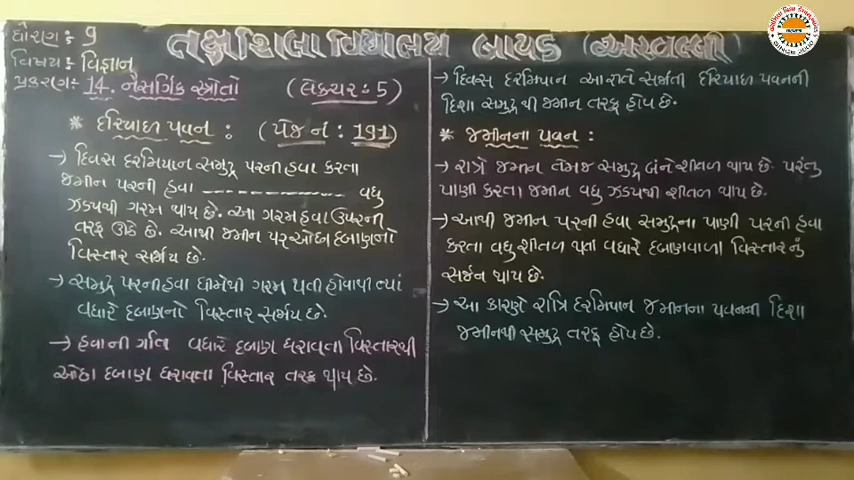 ધોરણ : 9
તક્ષશિલા વિદ્યાલય બાયડ (અરવલ્લી)
વિષય : વિજ્ઞાન
પ્રકરણ :- 14. નૈસર્ગિક સ્ત્રોતો (લેક્ચર : 5)
* દરિયાઈ પવન : (પેજ નં : 191)
→ દિવસ દરમિયાન સમુદ્ર પરની હવા કરતા
જમીન પરની હવા ---------------- વધુ
ઝડપથી ગરમ થાય છે. આ ગરમ હવા ઉપરની
તરફ ઊઠે છે. આથી જમીન પર ઓછા દબાણનો
વિસ્તાર સર્જાય છે.
→ સમુદ્ર પરની હવા ધીમેથી ગરમ થતી હોવાથી ત્યાં
વધારે દબાણનો વિસ્તાર સર્જાય છે.
→ હવાની ગતિ વધારે દબાણ ધરાવતા વિસ્તારથી
ઓછા દબાણ ધરાવતા વિસ્તાર તરફ થાય છે.
→ દિવસ દરમિયાન આ રીતે સર્જાતી દરિયાઈ પવનની
દિશા સમુદ્ર થી જમીન તરફ હોય છે.
* જમીનના પવન :
→ રાત્રે જમીન તેમજ સમુદ્ર બંને શીતળ થાય છે. પરંતુ
પાણી કરતા જમીન વધુ ઝડપથી શીતળ થાય છે.
→ આથી જમીન પરની હવા સમુદ્રના પાણી પરની હવા
કરતા વધુ શીતળ થતા વધારે દબાણવાળા વિસ્તારનું
સર્જન થાય છે.
→ આ કારણે રાત્રિ દરમિયાન જમીનના પવનની દિશા
જમીનથી સમુદ્ર તરફ હોય છે.